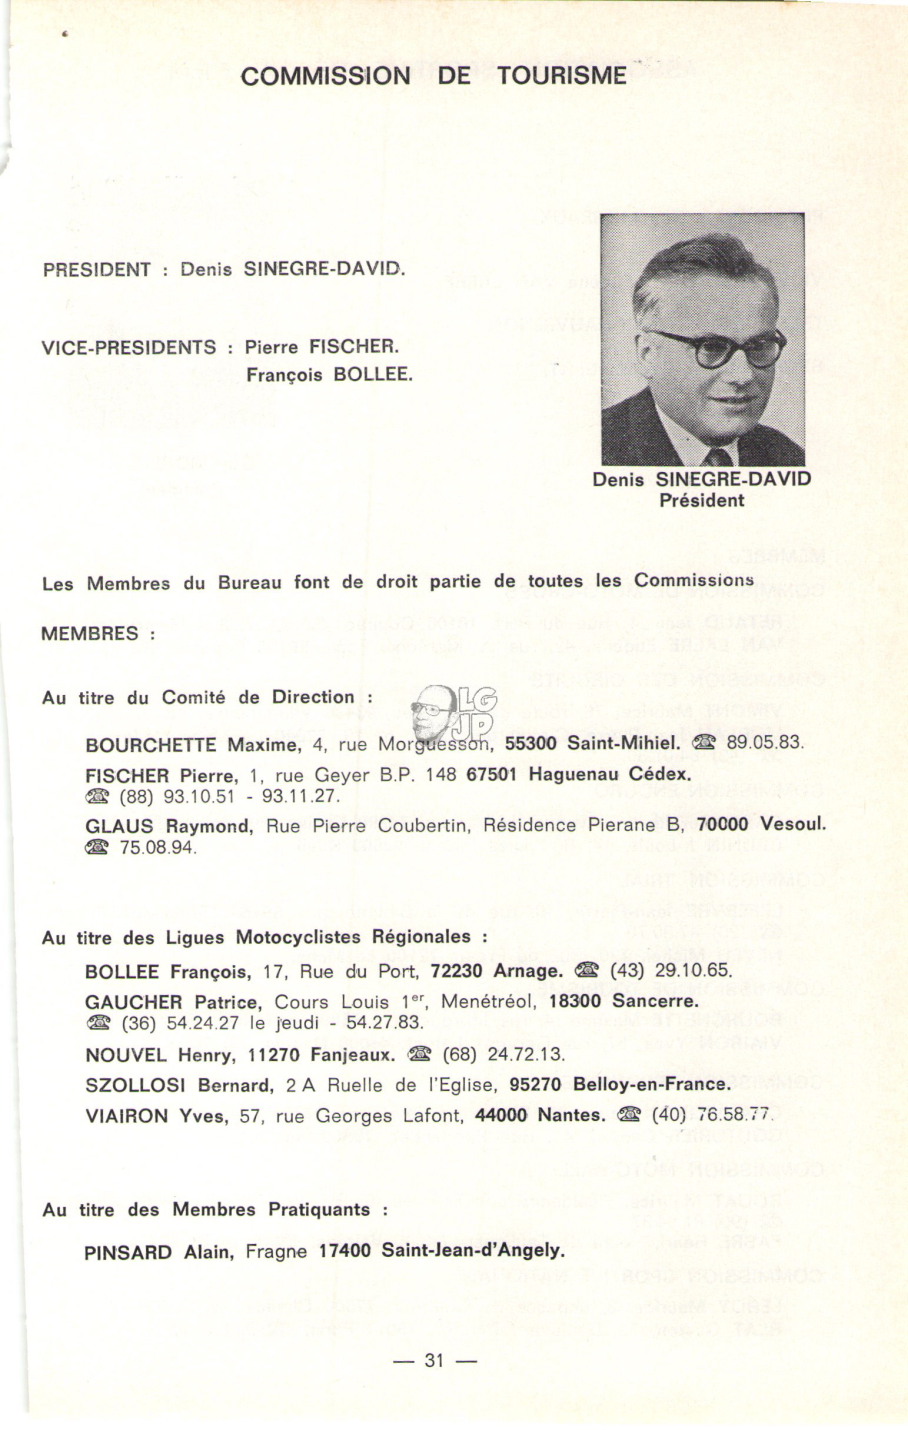 COMMISSION DE TOURISME
PRESIDENT : Denis SINEGRE-DAVID.
VICE-PRESIDENTS : Pierre FISCHER.
François BOLLEE.
Denis SINEGRE-DAVID
Président
Les Membres du Bureau font de droit partie de toutes les Commissions
MEMBRES :
Au titre du Comité de Direction :
LG
JP
BOURCHETTE Maxime, 4, rue Morguesson, 55300 Saint-Mihiel. ☎ 89.05.83.
FISCHER Pierre, 1, rue Geyer B.P. 148 67501 Haguenau Cédex.
☎ (88) 93.10.51 - 93.11.27.
GLAUS Raymond, Rue Pierre Coubertin, Résidence Pierane B, 70000 Vesoul.
☎ 75.08.94.
Au titre des Ligues Motocyclistes Régionales :
BOLLEE François, 17, Rue du Port, 72230 Arnage. ☎ (43) 29.10.65.
GAUCHER Patrice, Cours Louis 1er, Menétréol, 18300 Sancerre.
☎ (36) 54.24.27 le jeudi - 54.27.83.
NOUVEL Henry, 11270 Fanjeaux. ☎ (68) 24.72.13.
SZOLLOSI Bernard, 2 A Ruelle de l'Eglise, 95270 Belloy-en-France.
VIAIRON Yves, 57, rue Georges Lafont, 44000 Nantes. ☎ (40) 76.58.77.
Au titre des Membres Pratiquants :
PINSARD Alain, Fragne 17400 Saint-Jean-d'Angely.
— 31 —